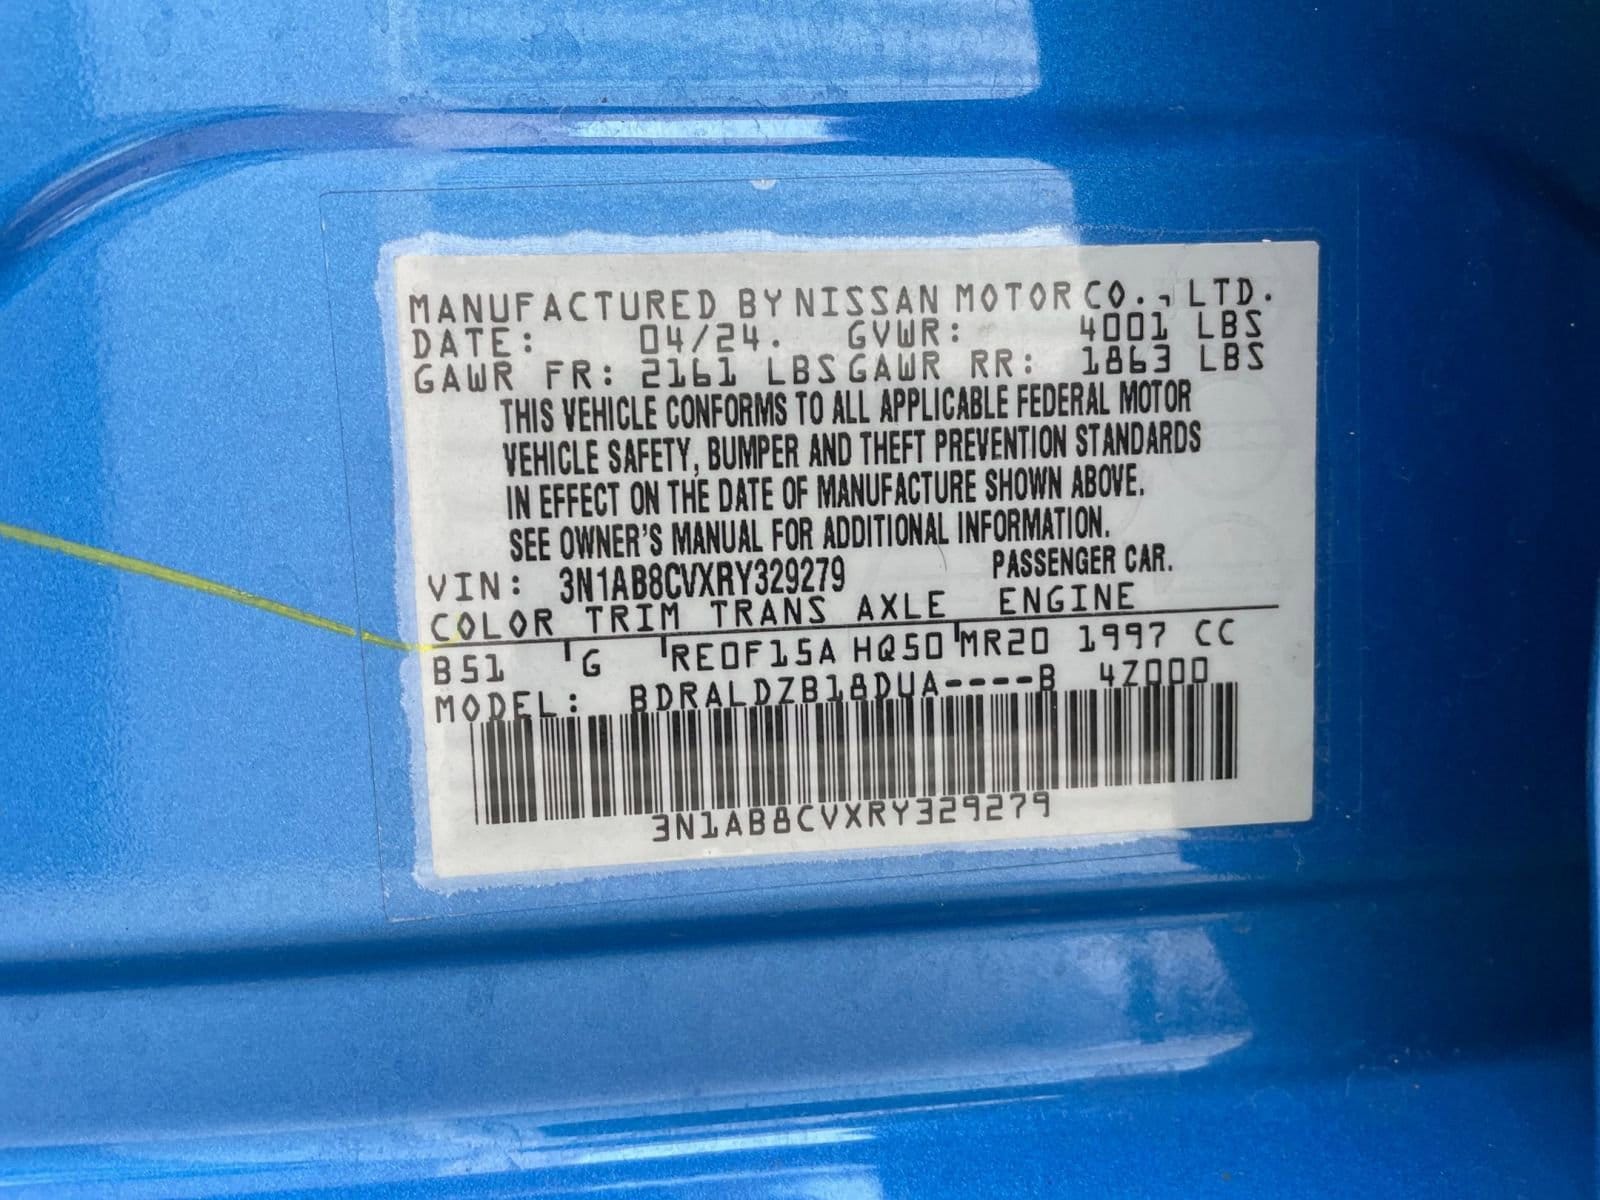 MANUFACTURED BY NISSAN MOTOR CO., LTD.
DATE: 04/24. GVWR: 4001 LBS
GAWR FR: 2161 LBS GAWR RR: 1863 LBS
THIS VEHICLE CONFORMS TO ALL APPLICABLE FEDERAL MOTOR
VEHICLE SAFETY, BUMPER AND THEFT PREVENTION STANDARDS
IN EFFECT ON THE DATE OF MANUFACTURE SHOWN ABOVE.
SEE OWNER'S MANUAL FOR ADDITIONAL INFORMATION.
VIN: 3N1AB8CVXRY329279 PASSENGER CAR.
COLOR TRIM TRANS AXLE ENGINE
B51 G RE0F15A HQ50 MR20 1997 CC
MODEL: BDRALDZB18DUA----B 4Z000
3N1AB8CVXRY329279